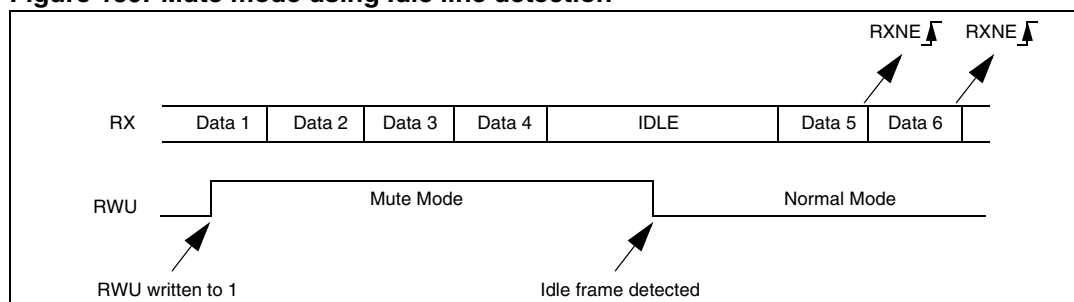 RXNE RXNE
RX Data 1 Data 2 Data 3 Data 4 IDLE Data 5 Data 6
RWU Mute Mode Normal Mode
RWU written to 1 Idle frame detected